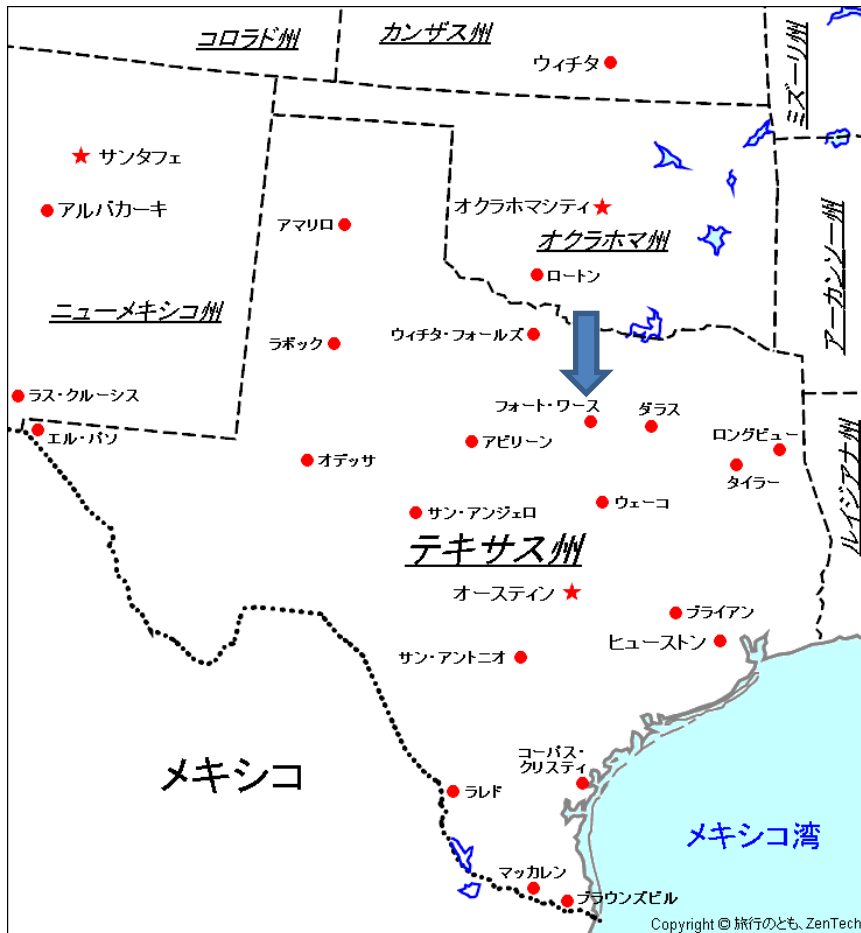 コロラド州
カンザス州
ウィチタ
ミズーリ州
サンタフェ
アルバカーキ
アマリロ
オクラホマシティ
オクラホマ州
ロートン
アーカンソー州
ニューメキシコ州
ラボック
ウィチタ・フォールズ
ラス・クルーシス
エル・パソ
フォート・ワース
ダラス
ロングビュー
アビリーン
オデッサ
タイラー
ルイジアナ州
サン・アンジェロ
ウェーコ
テキサス州
オースティン
ブライアン
ヒューストン
サン・アントニオ
コーパス・
クリスティ
メキシコ
ラレド
メキシコ湾
マッカレン
ブラウンズビル
Copyright © 旅行のとも、ZenTech